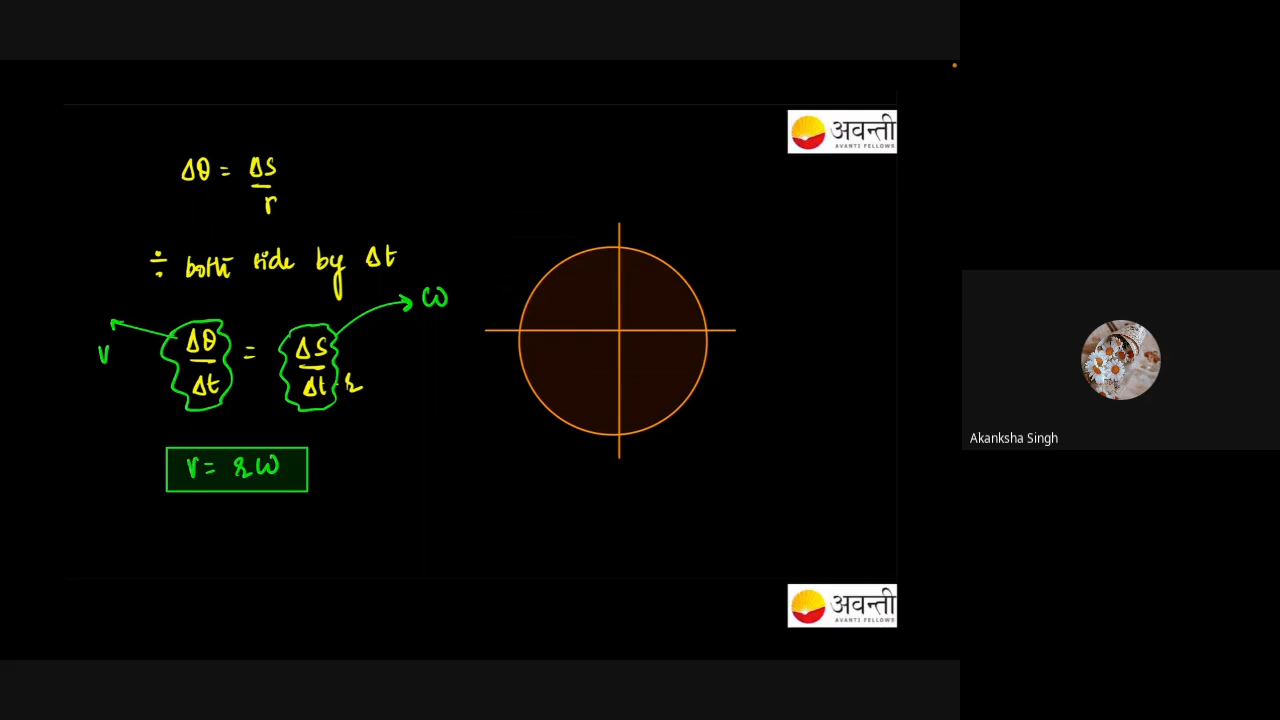 अवन्ती
AVANTI FELLOWS
Δθ = ΔS / r
÷ both side by Δt
ω
v
Δθ / Δt = ΔS / Δt · r
v = rω
Akanksha Singh
अवन्ती
AVANTI FELLOWS